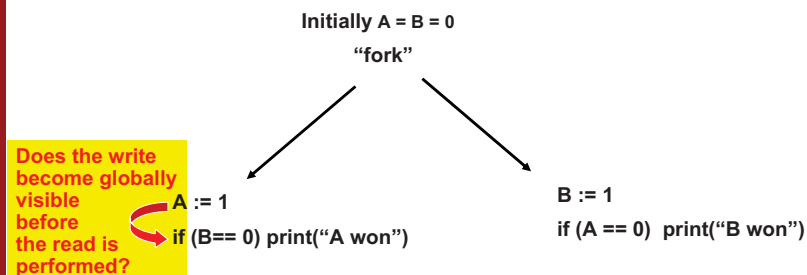 Initially A = B = 0
“fork”
Does the write
become globally
visible
before
the read is
performed?
A := 1
if (B== 0) print(“A won”)
B := 1
if (A == 0)  print(“B won”)